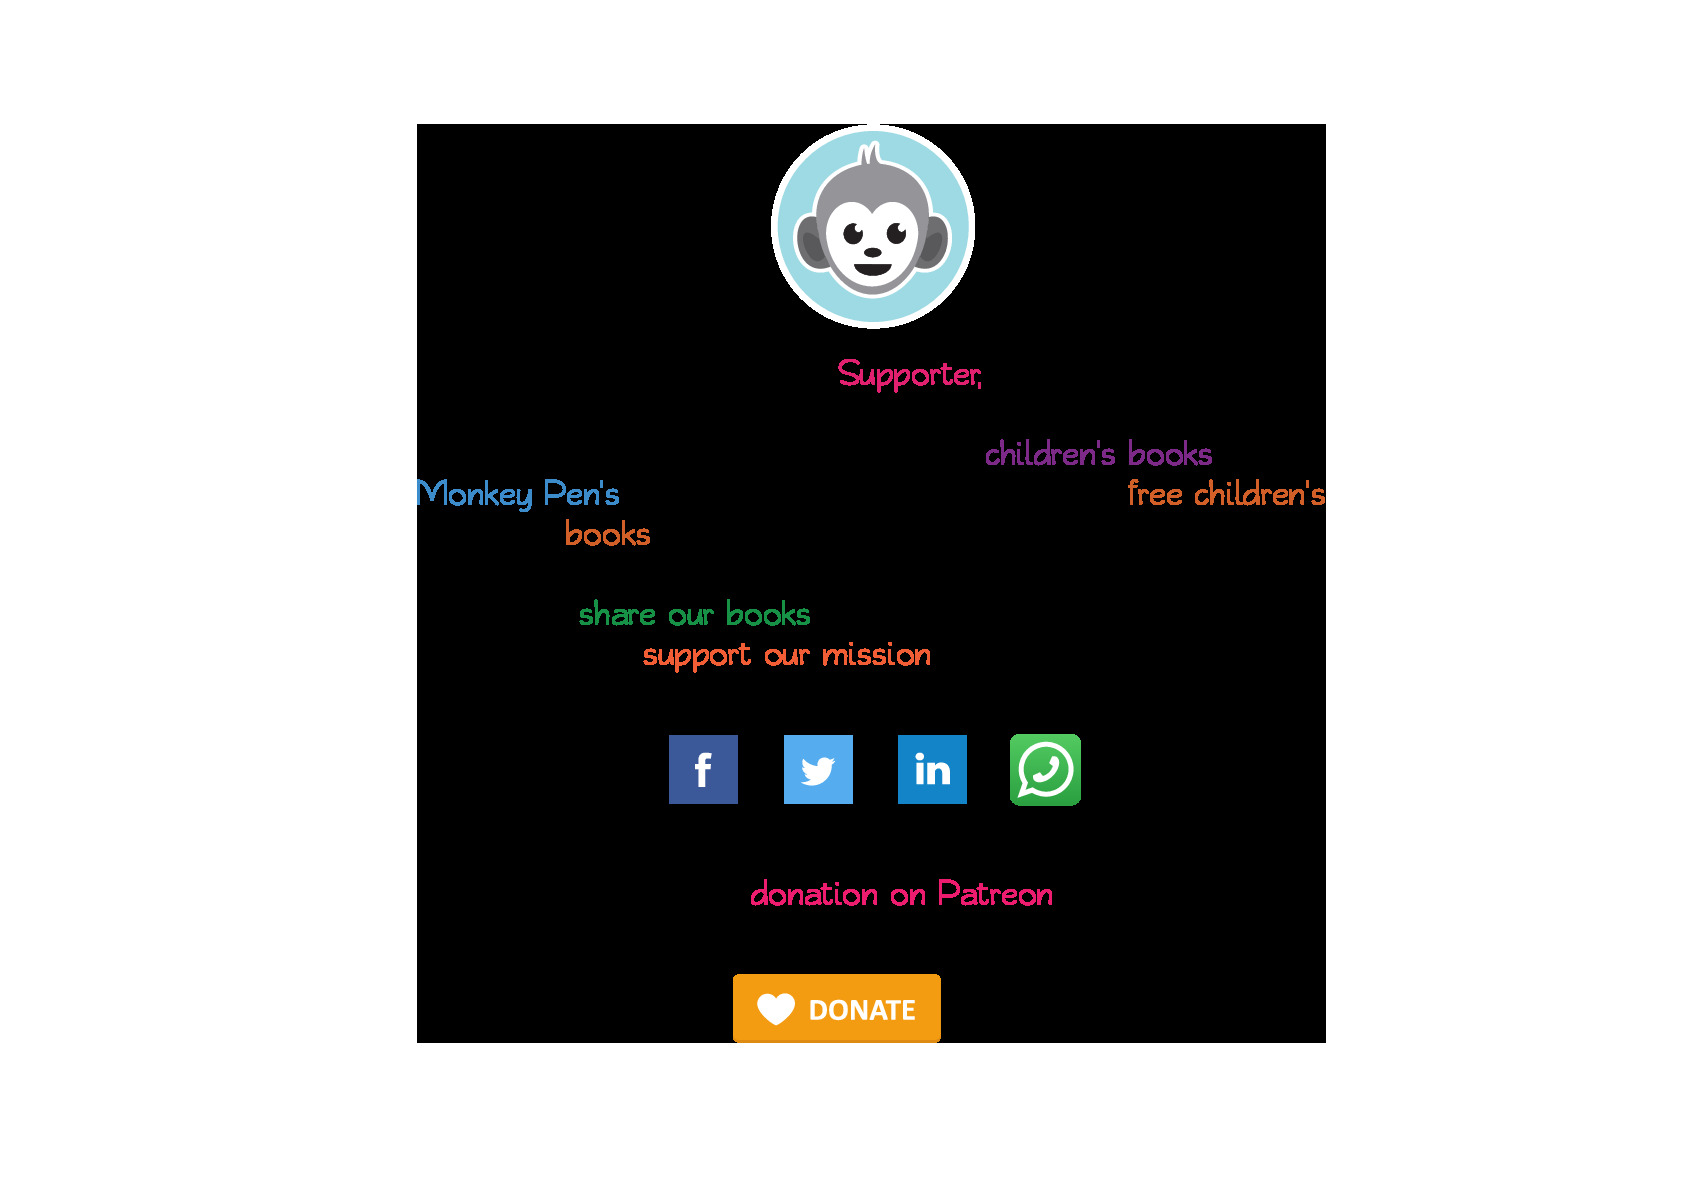 Supporter,
children's books
Monkey Pen's free children's
books
share our books
support our mission
f
in
donation on Patreon
DONATE